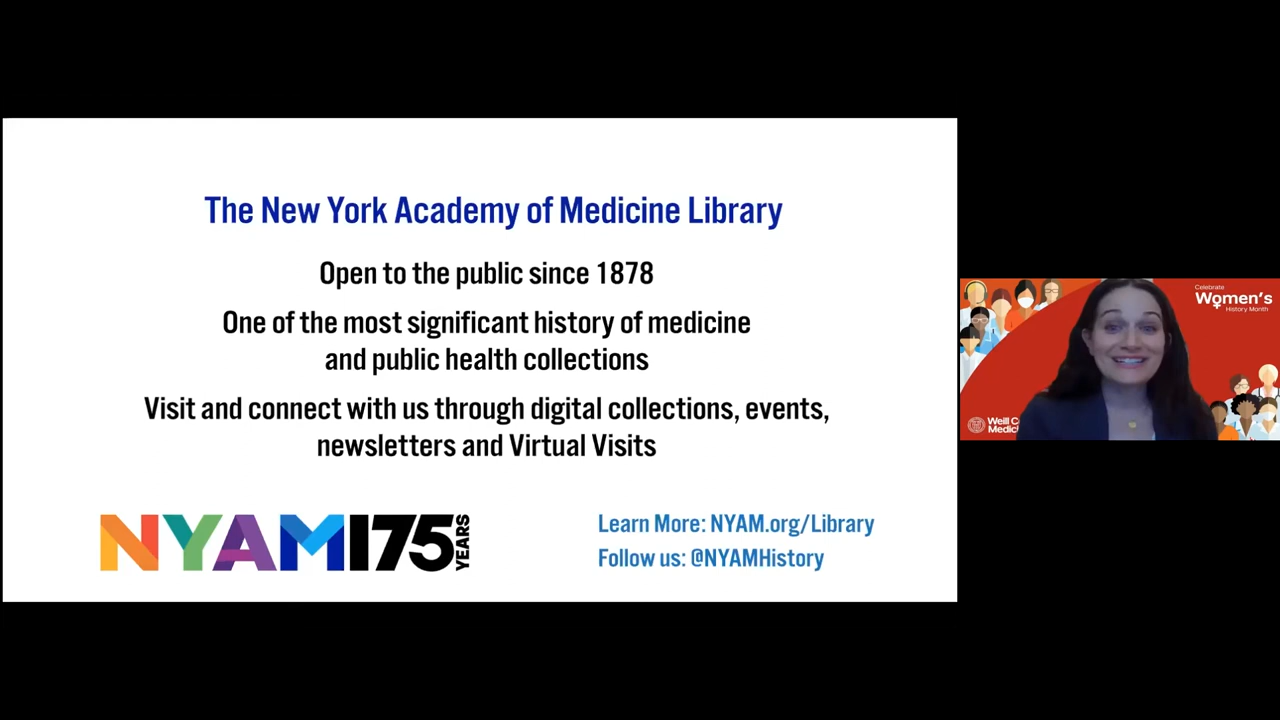 The New York Academy of Medicine Library
Open to the public since 1878
One of the most significant history of medicine
and public health collections
Visit and connect with us through digital collections, events,
newsletters and Virtual Visits
NYAM175
YEARS
Learn More: NYAM.org/Library
Follow us: @NYAMHistory
Celebrate
Women's
History Month
Weill C
Medic